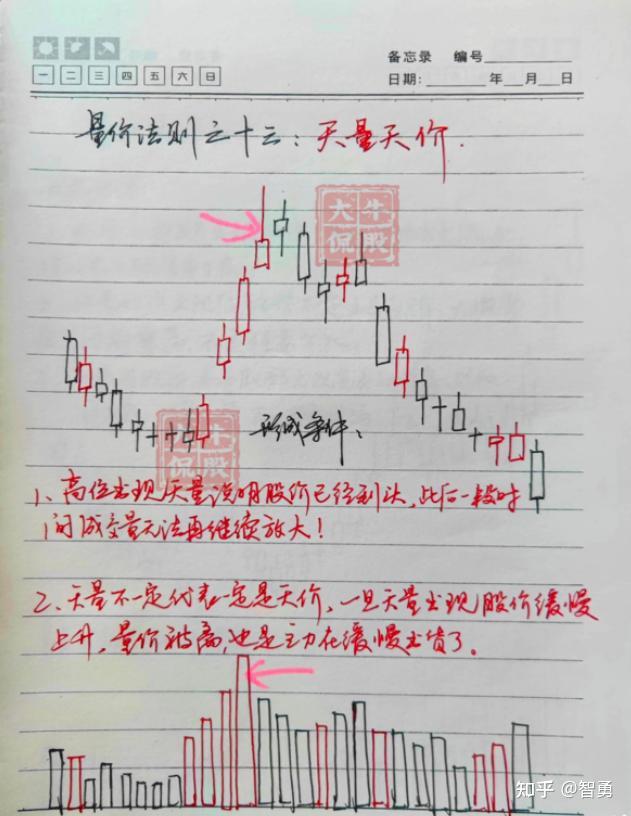 备忘录 编号
一 二 三 四 五 六 日
日期: 年 月 日
量价法则之十三：天量天价.
大牛
侃股
大牛
侃股
形成条件：
1、高位出现天量说明股价已经到头，此后一段时
间成交量无法再继续放大！
2、天量不一定代表一定是天价，一旦天量出现股价缓慢
上升，量价背离，也是主力在缓慢出货了。
知乎 @智勇